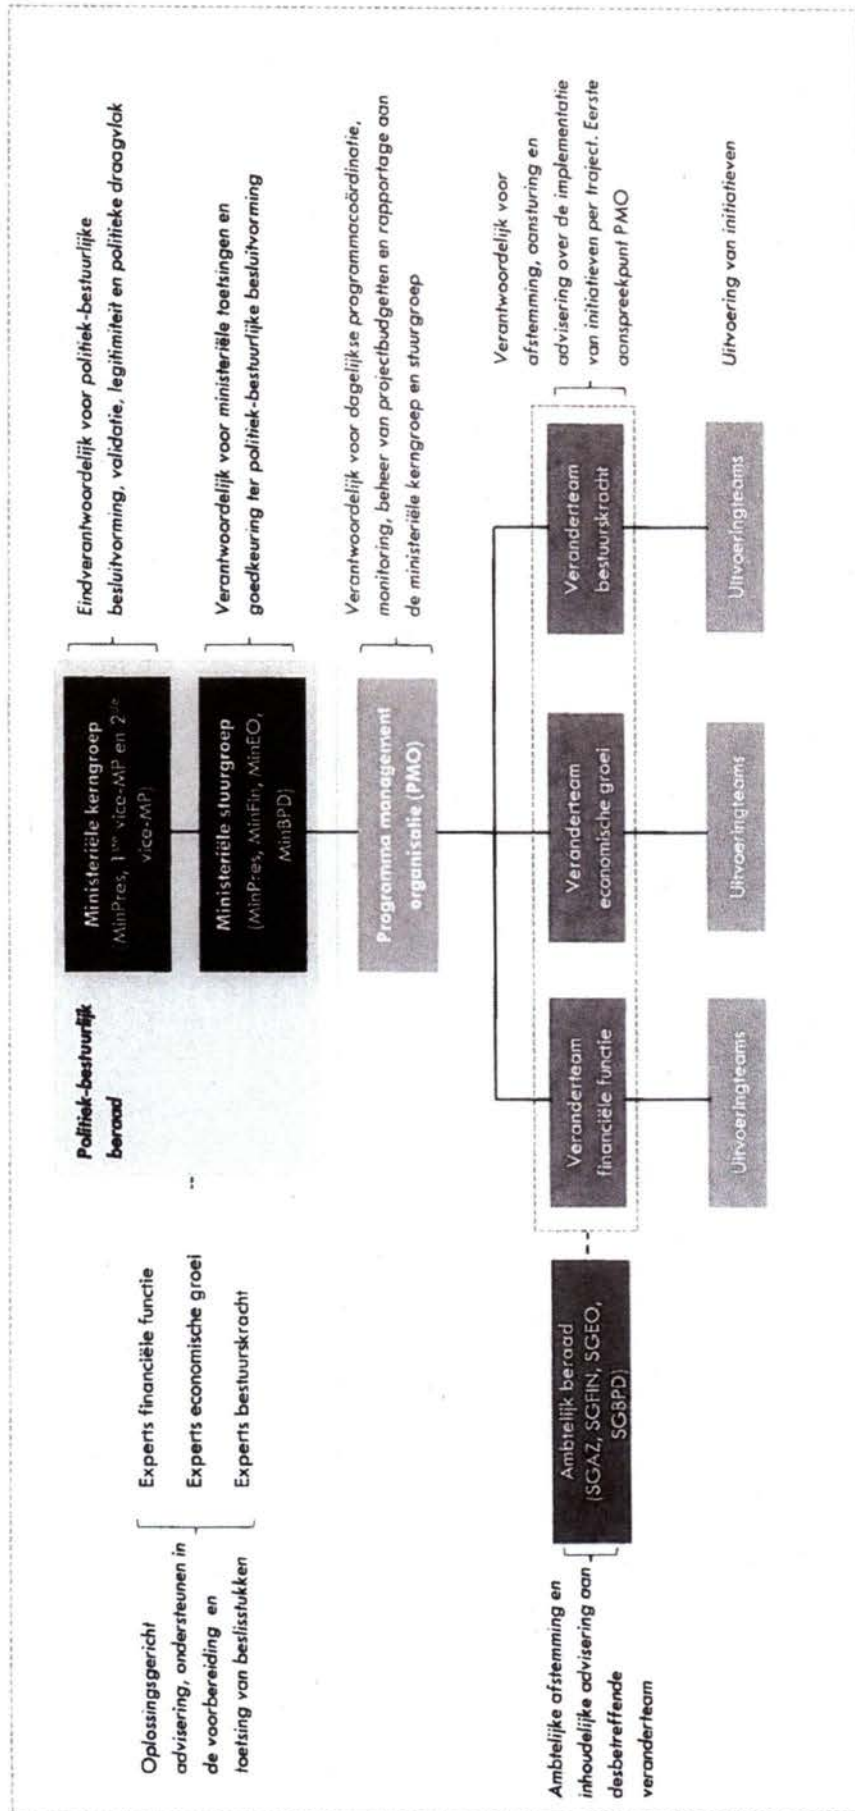 Oplossingsgericht
advisering, ondersteunen in
de voorbereiding en
toetsing van beslisstukken
Experts financiële functie
Experts economische groei
Experts bestuurskracht
Politiek-bestuurlijk
beraad
Ministeriële kerngroep
(MinPres, 1ste vice-MP en 2de
vice-MP)
Eindverantwoordelijk voor politiek-bestuurlijke
besluitvorming, validatie, legitimiteit en politieke draagvlak
Ministeriële stuurgroep
(MinPres, MinFin, MinEO,
MinBPD)
Verantwoordelijk voor ministeriële toetsingen en
goedkeuring ter politiek-bestuurlijke besluitvorming
Programma management
organisatie (PMO)
Verantwoordelijk voor dagelijkse programmacoördinatie,
monitoring, beheer van projectbudgetten en rapportage aan
de ministeriële kerngroep en stuurgroep
Ambtelijke afstemming en
inhoudelijke advisering aan
desbetreffende
veranderteam
Ambtelijk beraad
(SGAZ, SGFIN, SGEO,
SGBPD)
Veranderteam
financiële functie
Veranderteam
economische groei
Veranderteam
bestuurskracht
Verantwoordelijk voor
afstemming, aansturing en
advisering over de implementatie
van initiatieven per traject. Eerste
aanspreekpunt PMO
Uitvoeringteams
Uitvoeringteams
Uitvoeringteams
Uitvoering van initiatieven